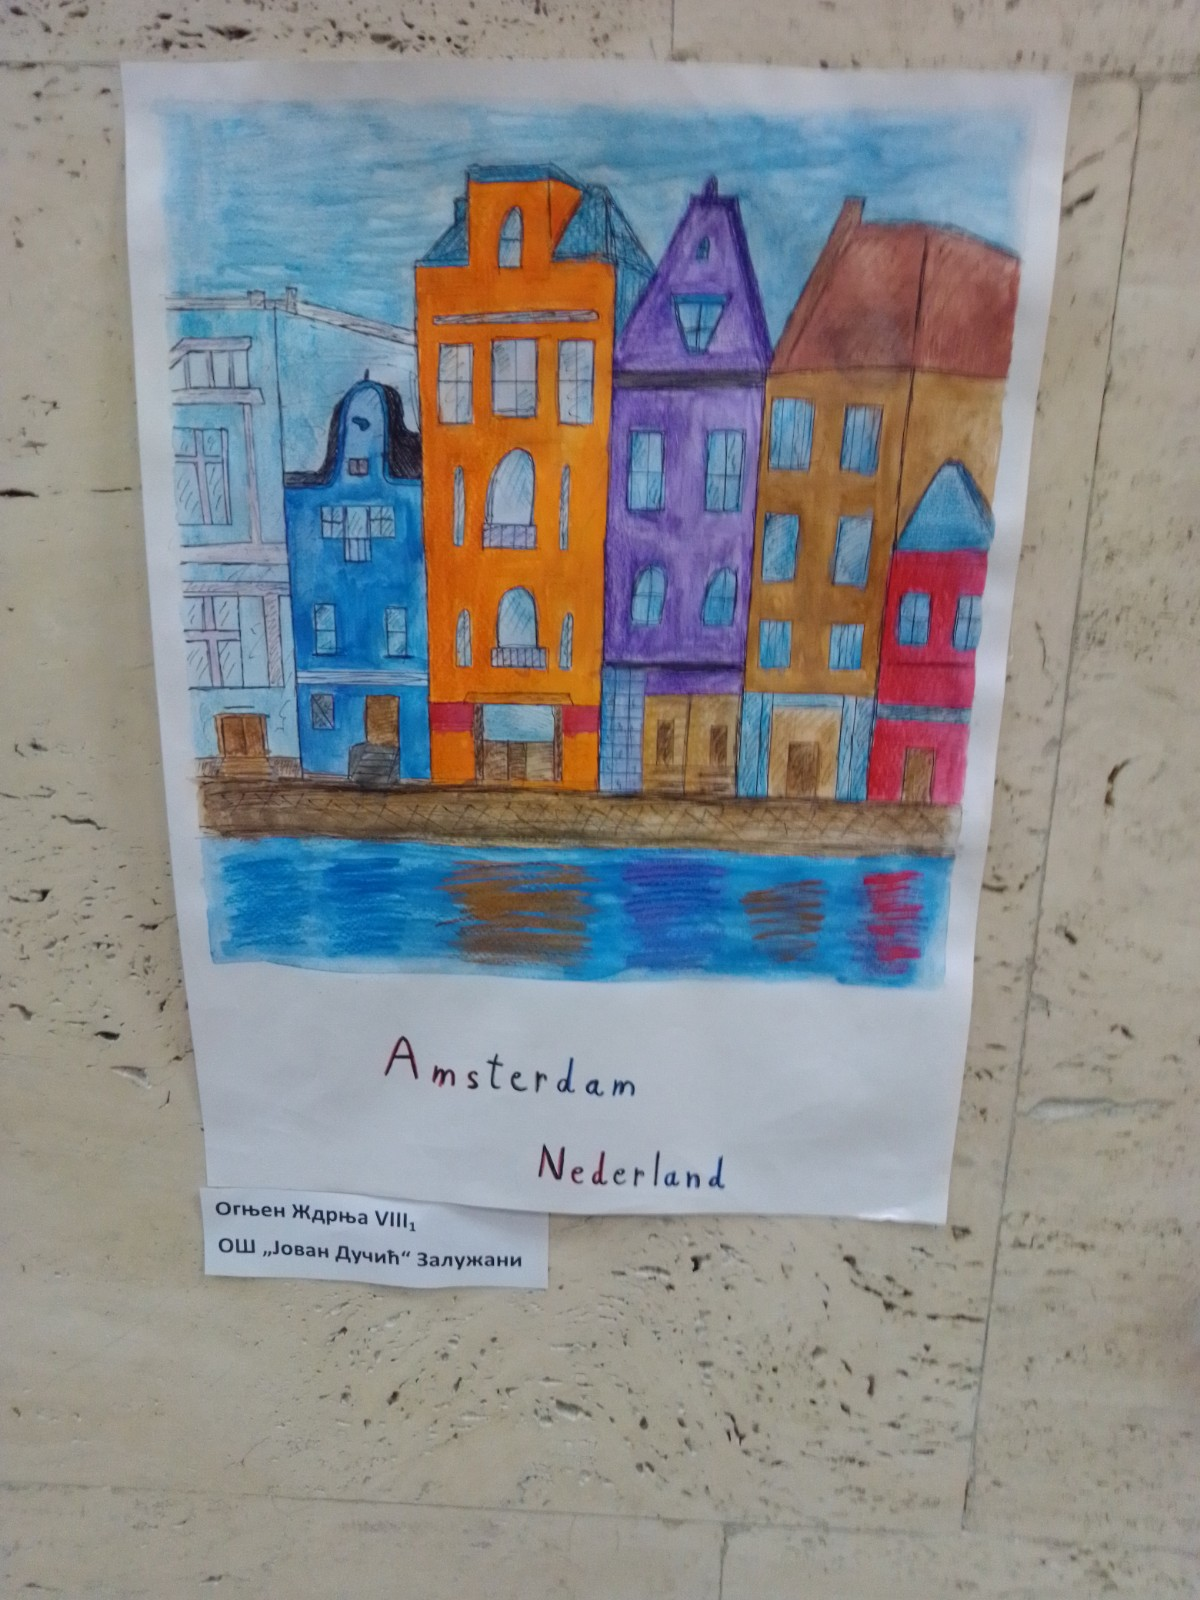 Amsterdam
Nederland
Огњен Ждрња VIII₁
ОШ „Јован Дучић“ Залужани